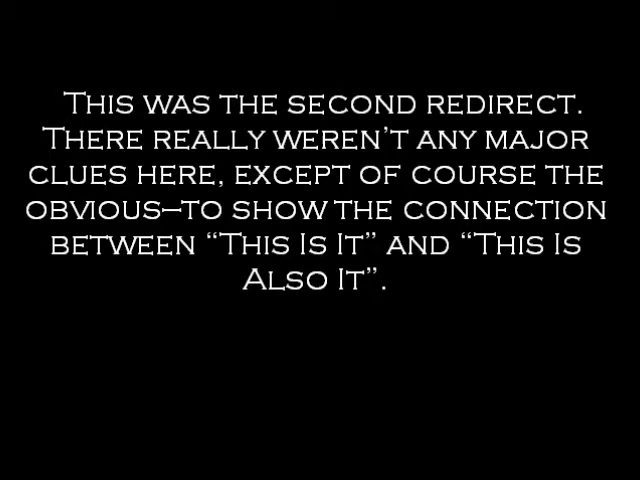 This was the second redirect.
There really weren't any major
clues here, except of course the
obvious—to show the connection
between “This Is It” and “This Is
Also It”.